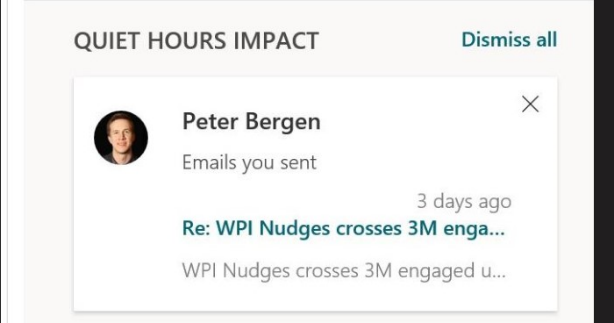 QUIET HOURS IMPACT Dismiss all
Peter Bergen
Emails you sent
3 days ago
Re: WPI Nudges crosses 3M enga...
WPI Nudges crosses 3M engaged u...